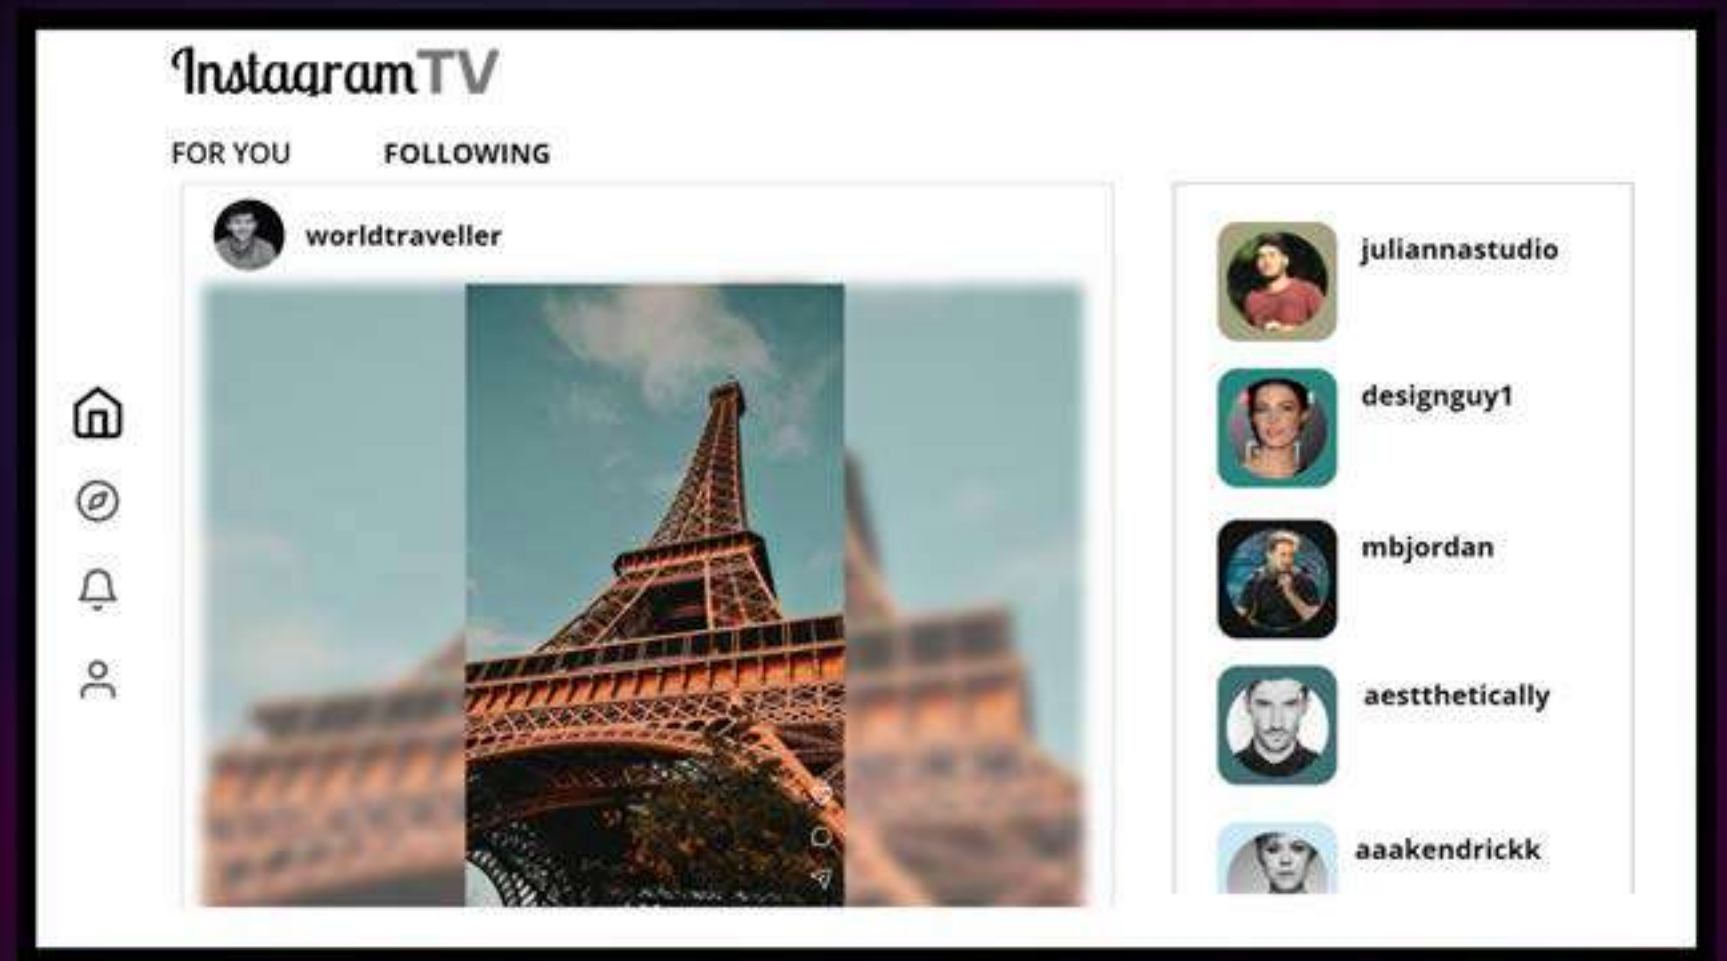 InstagramTV
FOR YOU FOLLOWING
worldtraveller
juliannastudio
designguy1
mbjordan
aestthetically
aaakendrickk